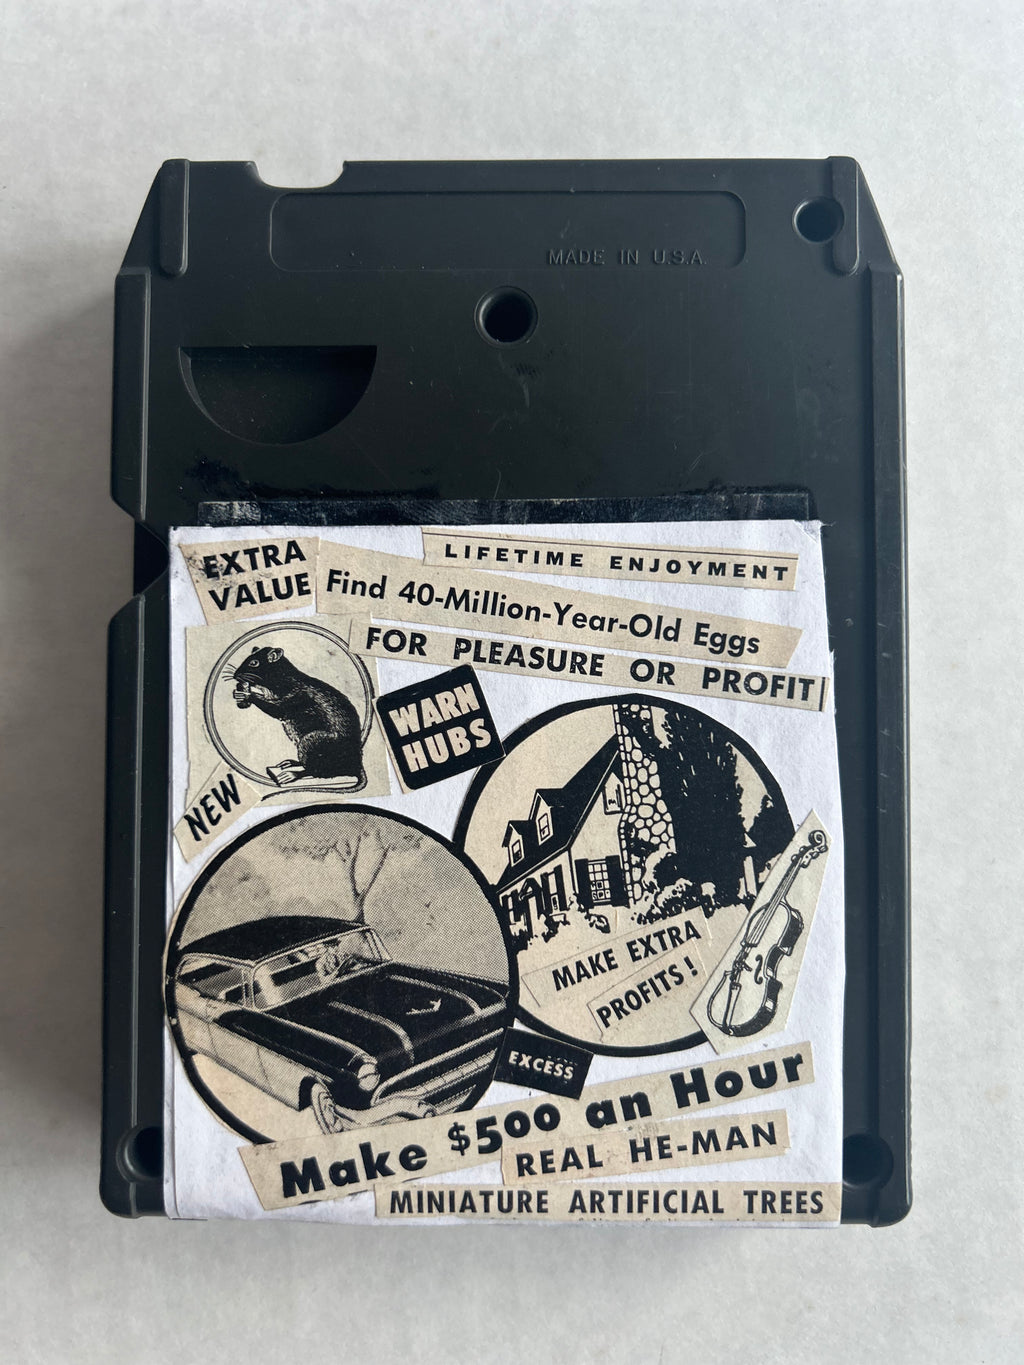 MADE IN U.S.A.
LIFETIME ENJOYMENT
EXTRA
VALUE
Find 40-Million-Year-Old Eggs
FOR PLEASURE OR PROFIT
WARN
HUBS
NEW
MAKE EXTRA
PROFITS!
EXCESS
Make $500 an Hour
REAL HE-MAN
MINIATURE ARTIFICIAL TREES